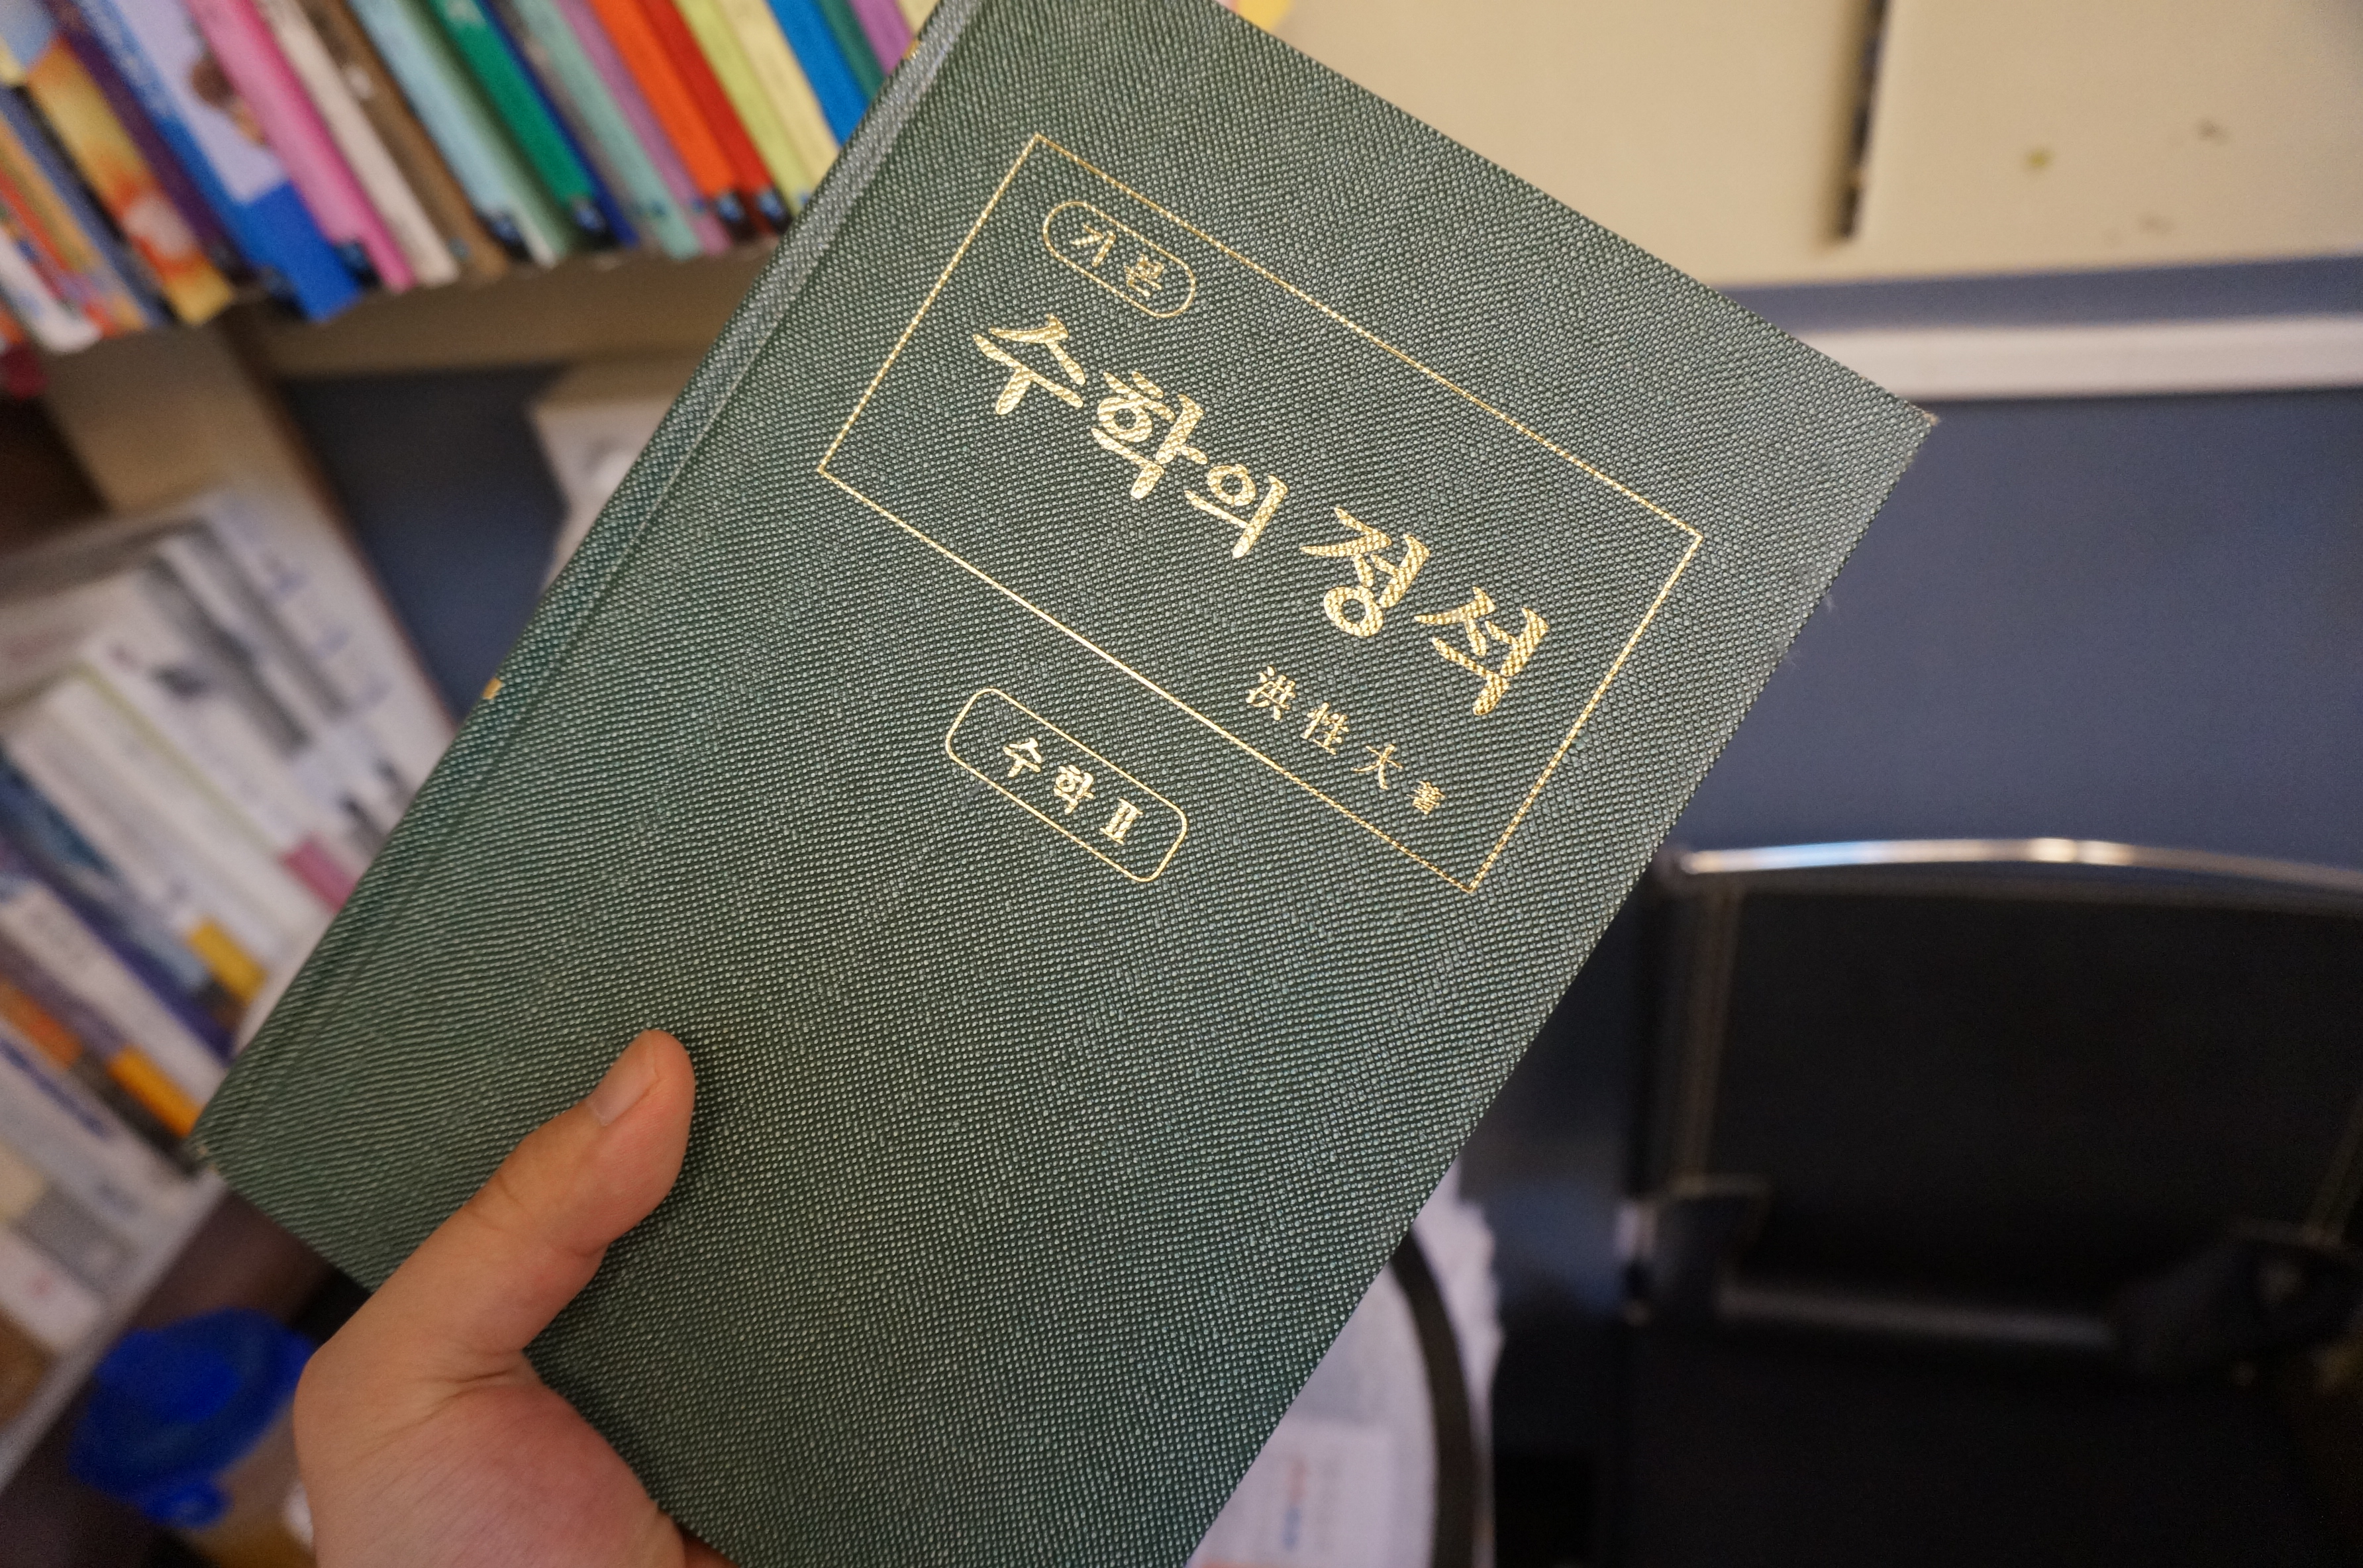 기본
수학의 정석
洪性大 著
수학 Ⅱ